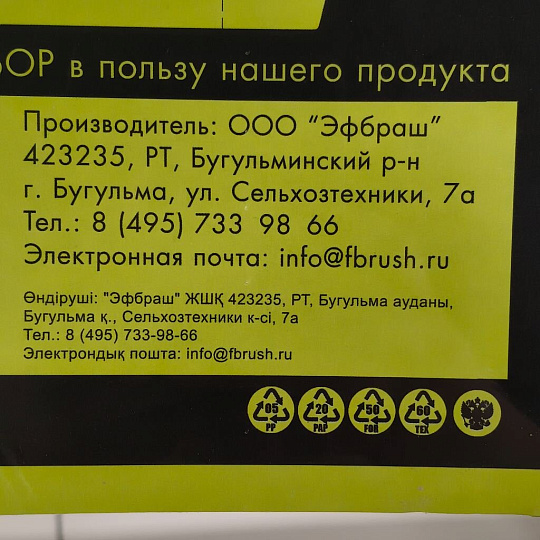 в пользу нашего продукта
Производитель: ООО “Эфбраш”
423235, РТ, Бугульминский р-н
г. Бугульма, ул. Сельхозтехники, 7а
Тел.: 8 (495) 733 98 66
Электронная почта: info@fbrush.ru
Өндіруші: "Эфбраш" ЖШҚ 423235, РТ, Бугульма ауданы,
Бугульма қ., Сельхозтехники к-сі, 7а
Тел.: 8 (495) 733-98-66
Электрондық пошта: info@fbrush.ru
05 20 50 60
PP PAP FOR TEX